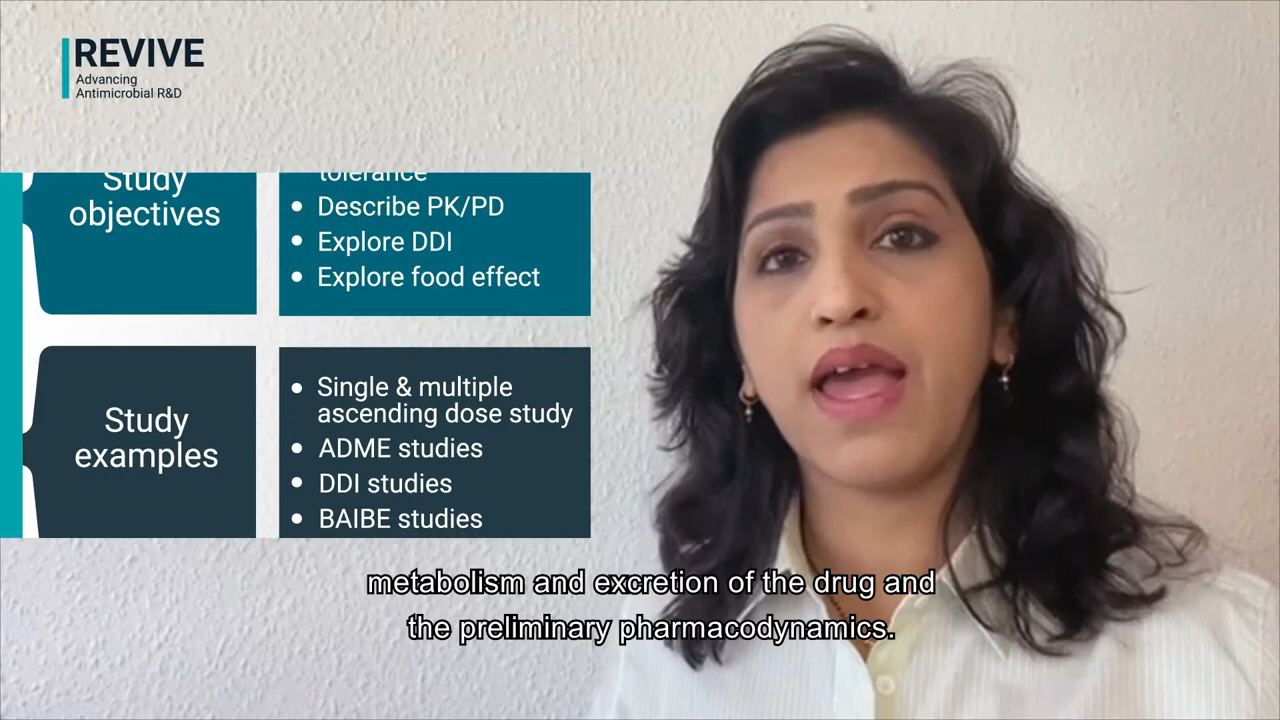 REVIVE
Advancing
Antimicrobial R&D
Study
objectives
tolerance
• Describe PK/PD
• Explore DDI
• Explore food effect
Study
examples
• Single & multiple
ascending dose study
• ADME studies
• DDI studies
• BAIBE studies
metabolism and excretion of the drug and
the preliminary pharmacodynamics.